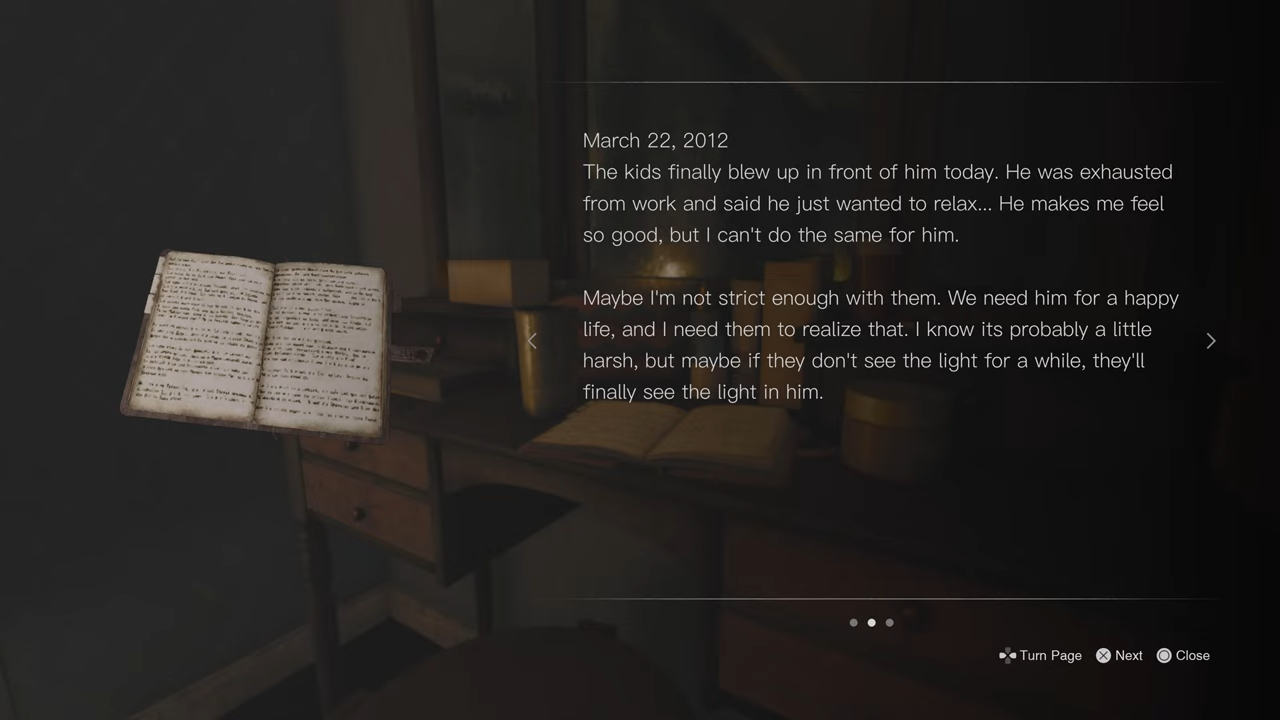 March 22, 2012
The kids finally blew up in front of him today. He was exhausted
from work and said he just wanted to relax... He makes me feel
so good, but I can't do the same for him.
Maybe I'm not strict enough with them. We need him for a happy
life, and I need them to realize that. I know its probably a little
harsh, but maybe if they don't see the light for a while, they'll
finally see the light in him.
Turn Page Next Close